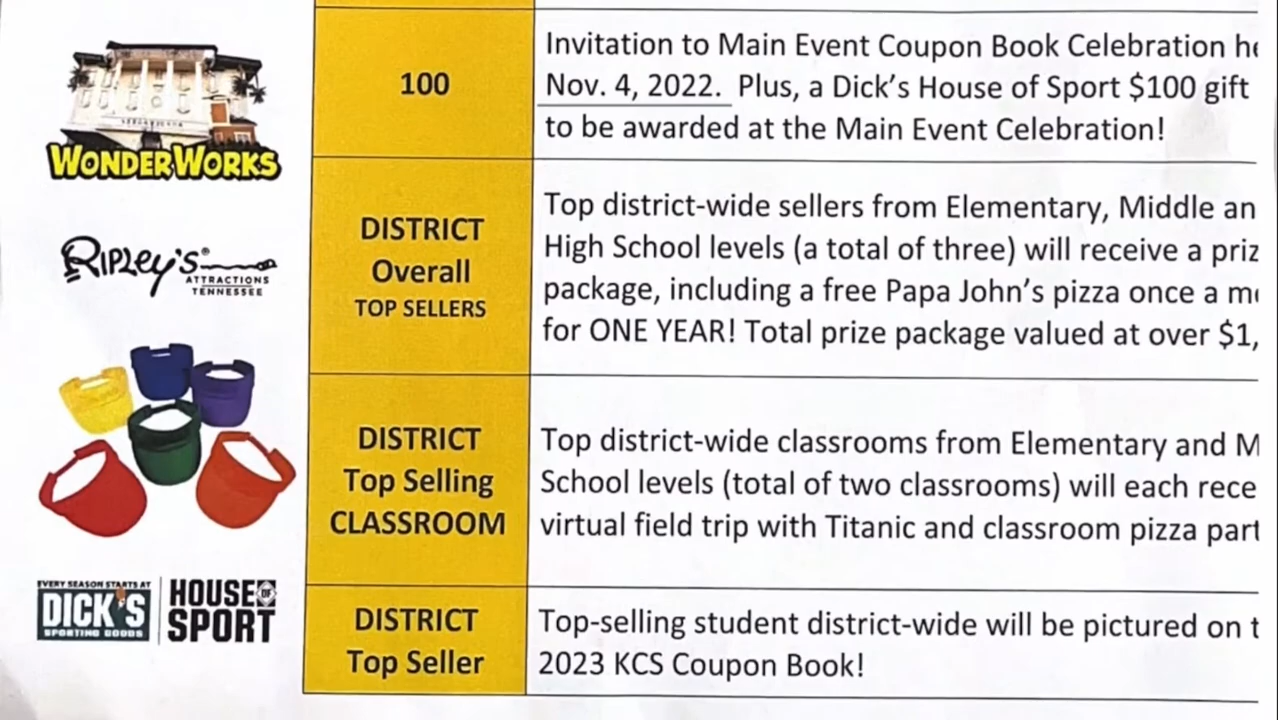 WONDERWORKS
RIPLEY'S®
ATTRACTIONS
TENNESSEE
EVERY SEASON STARTS AT
DICK'S
SPORTING GOODS
HOUSE OF
SPORT
100
Invitation to Main Event Coupon Book Celebration
Nov. 4, 2022. Plus, a Dick's House of Sport $100 gift
to be awarded at the Main Event Celebration!
DISTRICT
Overall
TOP SELLERS
Top district-wide sellers from Elementary, Middle an
High School levels (a total of three) will receive a priz
package, including a free Papa John's pizza once a
for ONE YEAR! Total prize package valued at over $1,
DISTRICT
Top Selling
CLASSROOM
Top district-wide classrooms from Elementary and M
School levels (total of two classrooms) will each rece
virtual field trip with Titanic and classroom pizza part
DISTRICT
Top Seller
Top-selling student district-wide will be pictured on t
2023 KCS Coupon Book!